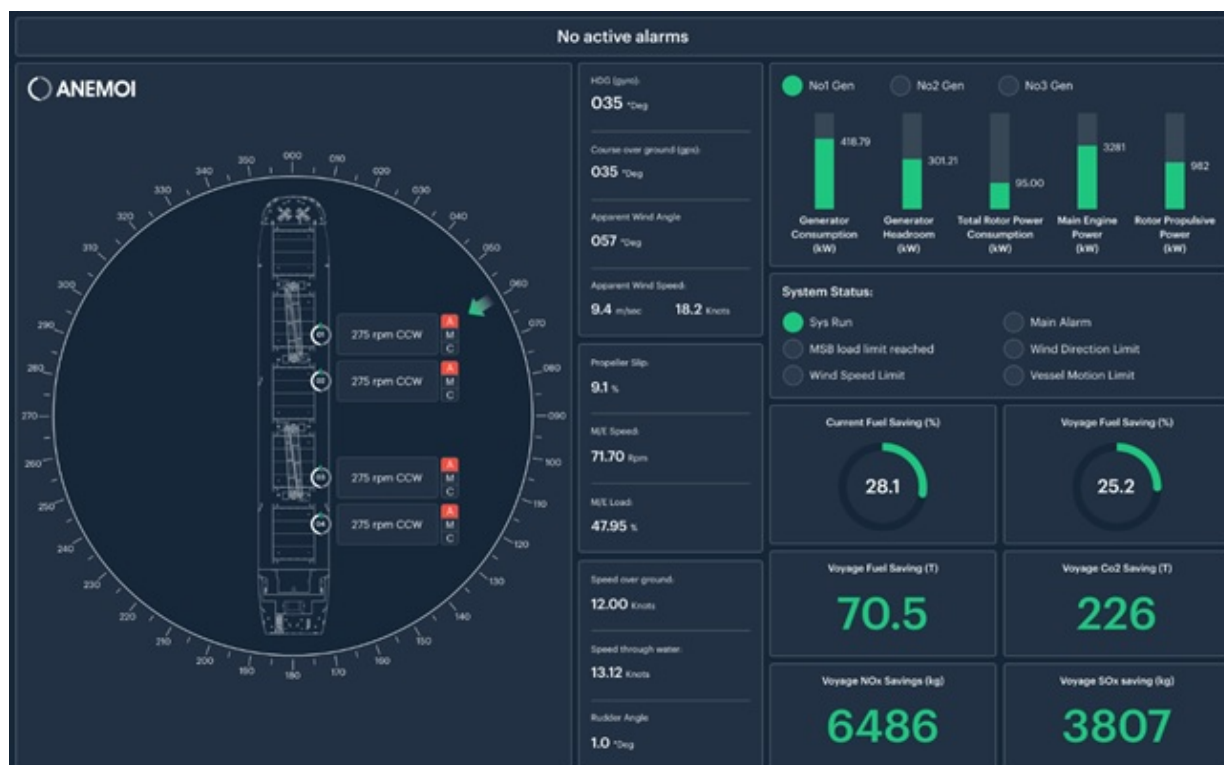 No active alarms
ANEMOI
000
010
020
030
040
050
060
070
080
090
100
110
120
130
140
150
160
170
180
190
200
210
220
230
240
250
260
270
280
290
300
310
320
330
340
350
01
275 rpm CCW
A
M
C
02
275 rpm CCW
A
M
C
03
275 rpm CCW
A
M
C
04
275 rpm CCW
A
M
C
HDG (gyro):
035 °Deg
Course over ground (gps):
035 °Deg
Apparent Wind Angle
057 °Deg
Apparent Wind Speed:
9.4 m/sec 18.2 Knots
Propeller Slip:
9.1 %
M/E Speed:
71.70 Rpm
M/E Load:
47.95 %
Speed over ground:
12.00 Knots
Speed through water:
13.12 Knots
Rudder Angle
1.0 °Deg
No1 Gen No2 Gen No3 Gen
418.79
Generator
Consumption
(kW)
301.21
Generator
Headroom
(kW)
95.00
Total Rotor Power
Consumption
(kW)
3281
Main Engine
Power
(kW)
982
Rotor Propulsive
Power
(kW)
System Status:
Sys Run
Main Alarm
MSB load limit reached
Wind Direction Limit
Wind Speed Limit
Vessel Motion Limit
Current Fuel Saving (%)
28.1
Voyage Fuel Saving (%)
25.2
Voyage Fuel Saving (T)
70.5
Voyage Co2 Saving (T)
226
Voyage NOx Savings (kg)
6486
Voyage SOx saving (kg)
3807